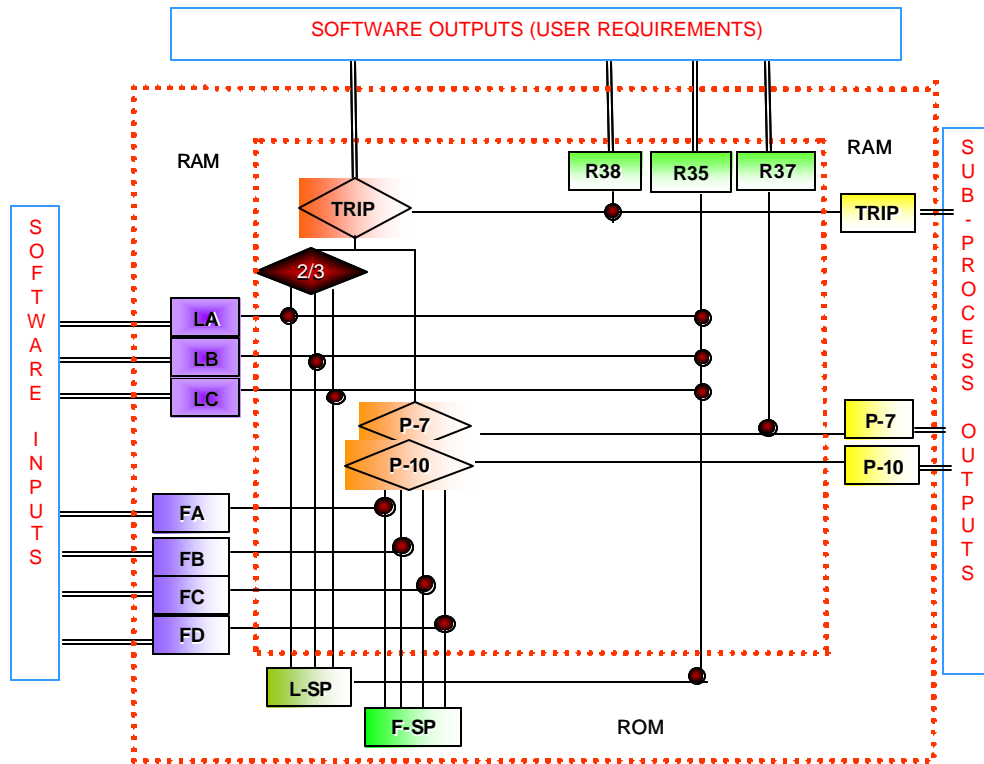 SOFTWARE OUTPUTS (USER REQUIREMENTS)
RAM
RAM
R38
R35
R37
TRIP
TRIP
2/3
LA
LB
LC
P-7
P-7
P-10
P-10
FA
FB
FC
FD
L-SP
F-SP
ROM
SOFTWARE INPUTS
SUB-PROCESS OUTPUTS